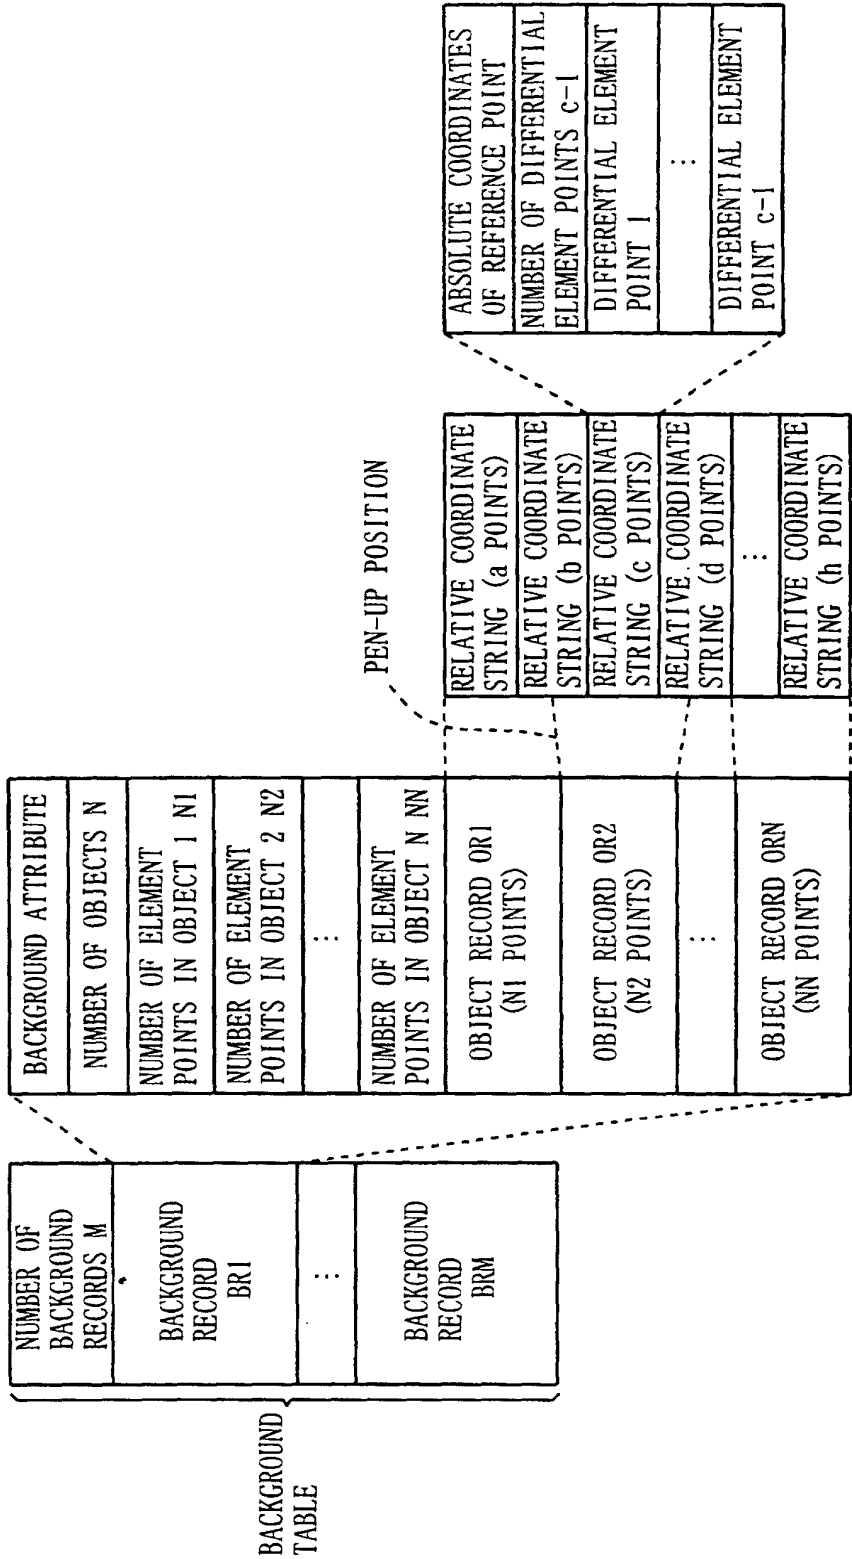 BACKGROUND
TABLE
NUMBER OF
BACKGROUND
RECORDS M
BACKGROUND
RECORD
BR1
...
BACKGROUND
RECORD
BRM
BACKGROUND ATTRIBUTE
NUMBER OF OBJECTS N
NUMBER OF ELEMENT
POINTS IN OBJECT 1 N1
NUMBER OF ELEMENT
POINTS IN OBJECT 2 N2
...
NUMBER OF ELEMENT
POINTS IN OBJECT N NN
OBJECT RECORD OR1
(N1 POINTS)
OBJECT RECORD OR2
(N2 POINTS)
...
OBJECT RECORD ORN
(NN POINTS)
PEN-UP POSITION
RELATIVE COORDINATE
STRING (a POINTS)
RELATIVE COORDINATE
STRING (b POINTS)
RELATIVE COORDINATE
STRING (c POINTS)
RELATIVE COORDINATE
STRING (d POINTS)
...
RELATIVE COORDINATE
STRING (h POINTS)
ABSOLUTE COORDINATES
OF REFERENCE POINT
NUMBER OF DIFFERENTIAL
ELEMENT POINTS c-1
DIFFERENTIAL ELEMENT
POINT 1
...
DIFFERENTIAL ELEMENT
POINT c-1